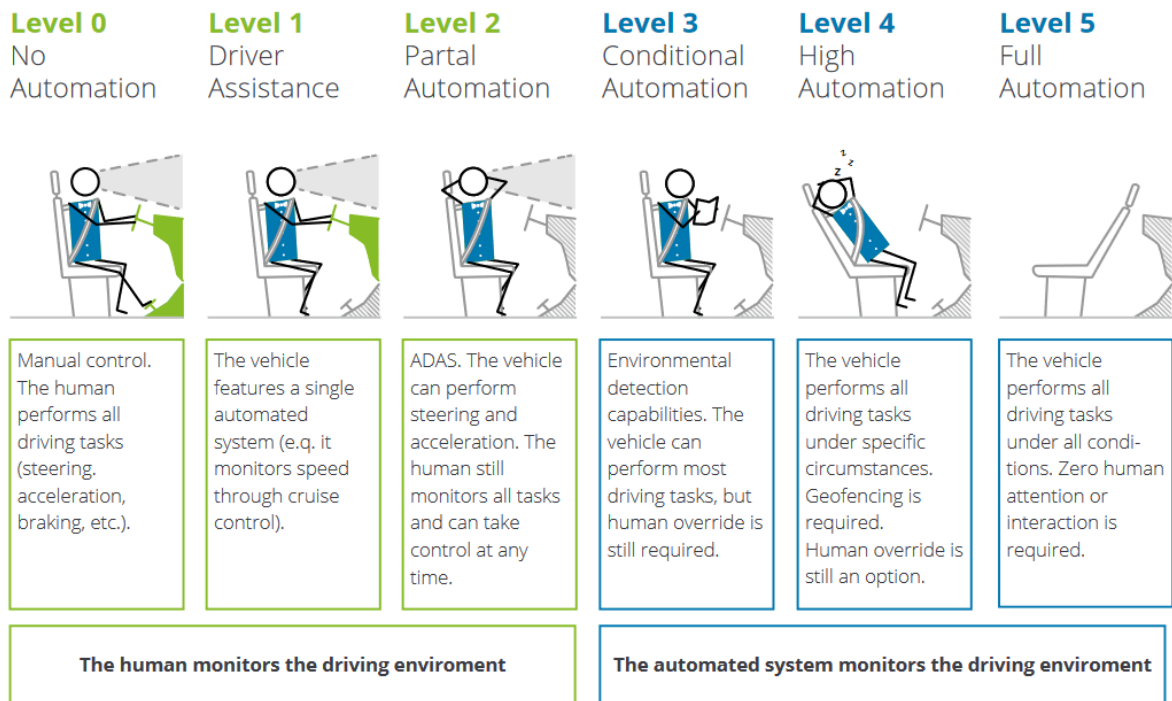 Level 0
No
Automation
Level 1
Driver
Assistance
Level 2
Partal
Automation
Level 3
Conditional
Automation
Level 4
High
Automation
Level 5
Full
Automation
z
z
z
Manual control.
The human
performs all
driving tasks
(steering.
acceleration,
braking, etc.).
The vehicle
features a single
automated
system (e.q. it
monitors speed
through cruise
control).
ADAS. The vehicle
can perform
steering and
acceleration. The
human still
monitors all tasks
and can take
control at any
time.
Environmental
detection
capabilities. The
vehicle can
perform most
driving tasks, but
human override is
still required.
The vehicle
performs all
driving tasks
under specific
circumstances.
Geofencing is
required.
Human override is
still an option.
The vehicle
performs all
driving tasks
under all condi-
tions. Zero human
attention or
interaction is
required.
The human monitors the driving enviroment
The automated system monitors the driving enviroment